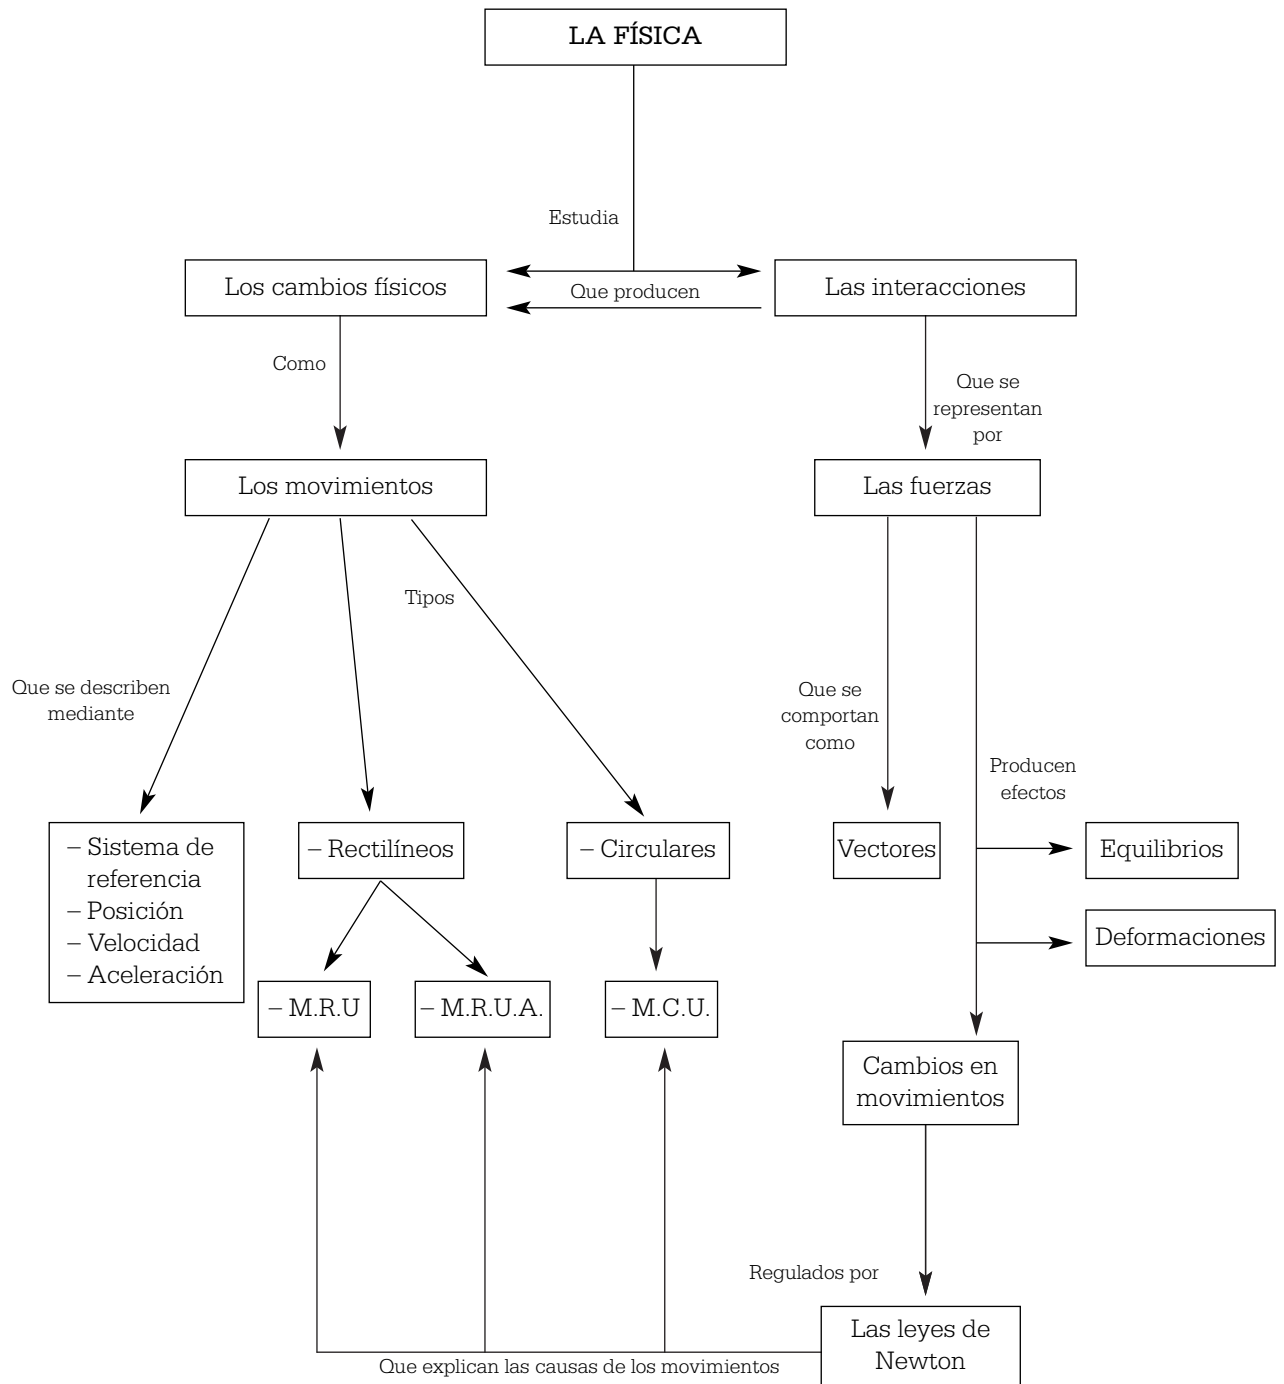 LA FÍSICA
Estudia
Los cambios físicos
Que producen
Las interacciones
Como
Que se
representan
por
Los movimientos
Las fuerzas
Tipos
Que se describen
mediante
Que se
comportan
como
Producen
efectos
– Sistema de
referencia
– Posición
– Velocidad
– Aceleración
– Rectilíneos
– Circulares
Vectores
Equilibrios
Deformaciones
– M.R.U
– M.R.U.A.
– M.C.U.
Cambios en
movimientos
Regulados por
Las leyes de
Newton
Que explican las causas de los movimientos